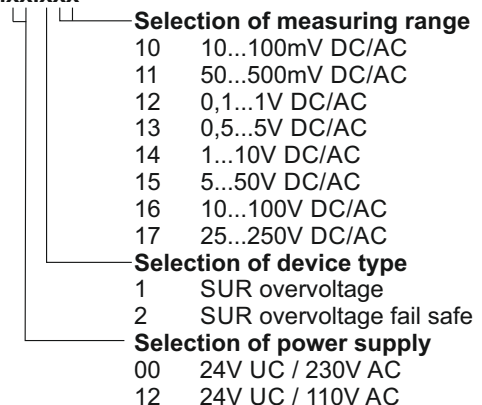 Selection of measuring range
10 10...100mV DC/AC
11 50...500mV DC/AC
12 0,1...1V DC/AC
13 0,5...5V DC/AC
14 1...10V DC/AC
15 5...50V DC/AC
16 10...100V DC/AC
17 25...250V DC/AC
Selection of device type
1 SUR overvoltage
2 SUR overvoltage fail safe
Selection of power supply
00 24V UC / 230V AC
12 24V UC / 110V AC